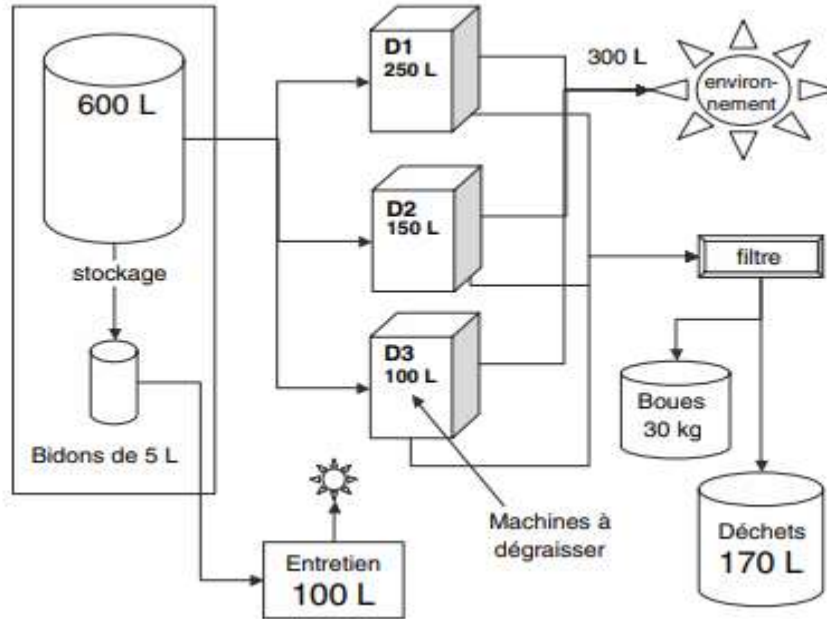 600 L
stockage
Bidons de 5 L
D1
250 L
D2
150 L
D3
100 L
300 L
environ-
nement
filtre
Boues
30 kg
Déchets
170 L
Machines à
dégraisser
Entretien
100 L